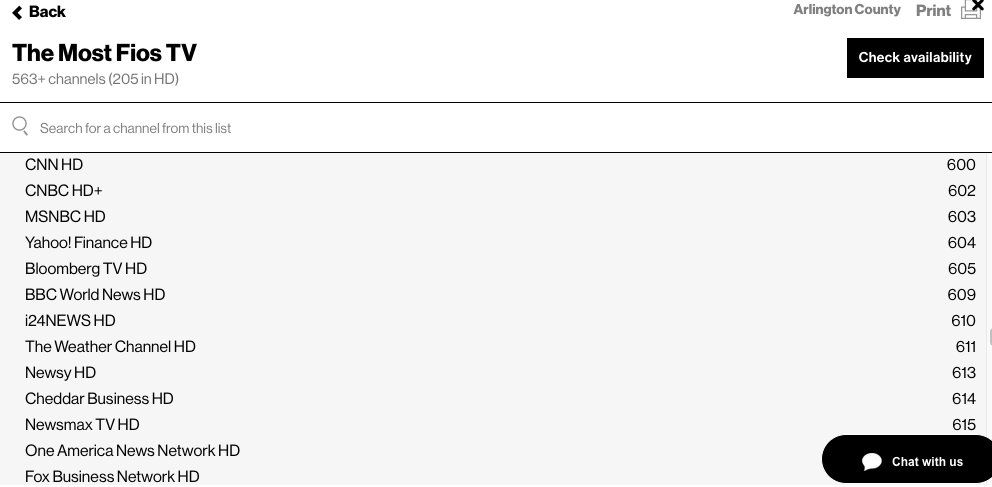 Back
Arlington County Print
The Most Fios TV
563+ channels (205 in HD)
Check availability
Search for a channel from this list
CNN HD 600
CNBC HD+ 602
MSNBC HD 603
Yahoo! Finance HD 604
Bloomberg TV HD 605
BBC World News HD 609
i24NEWS HD 610
The Weather Channel HD 611
Newsy HD 613
Cheddar Business HD 614
Newsmax TV HD 615
One America News Network HD
Fox Business Network HD
Chat with us